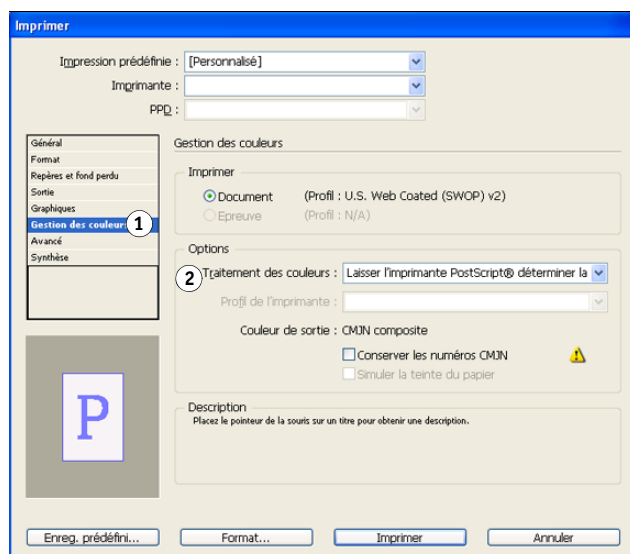 Imprimer
Impression prédéfinie : [Personnalisé]
Imprimante :
PPD :
Général
Format
Repères et fond perdu
Sortie
Graphiques
Gestion des couleurs
Avancé
Synthèse
1
Gestion des couleurs
Imprimer
Document (Profil : U.S. Web Coated (SWOP) v2)
Epreuve (Profil : N/A)
Options
2 Traitement des couleurs : Laisser l'imprimante PostScript® déterminer la
Profil de l'imprimante :
Couleur de sortie : CMJN composite
Conserver les numéros CMJN
Simuler la teinte du papier
Description
Placez le pointeur de la souris sur un titre pour obtenir une description.
P
Enreg. prédéfini... Format... Imprimer Annuler